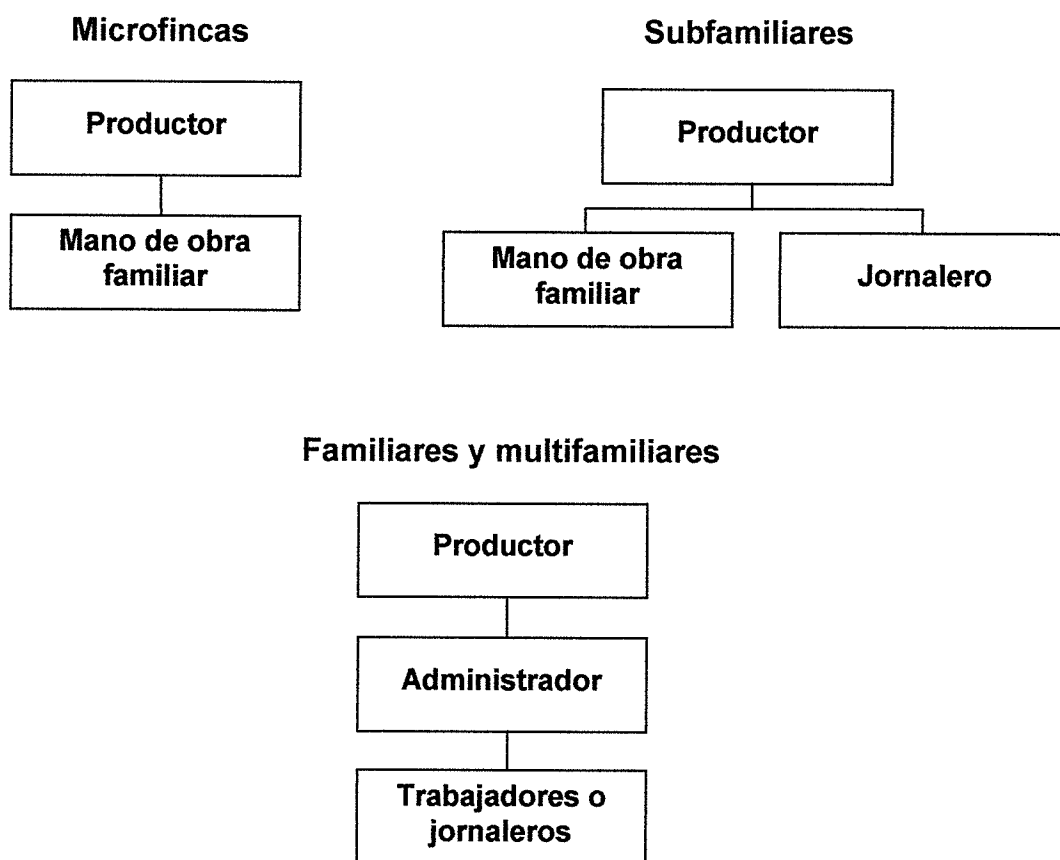 Microfincas
Productor
Mano de obra
familiar
Subfamiliares
Productor
Mano de obra
familiar
Jornalero
Familiares y multifamiliares
Productor
Administrador
Trabajadores o
jornaleros